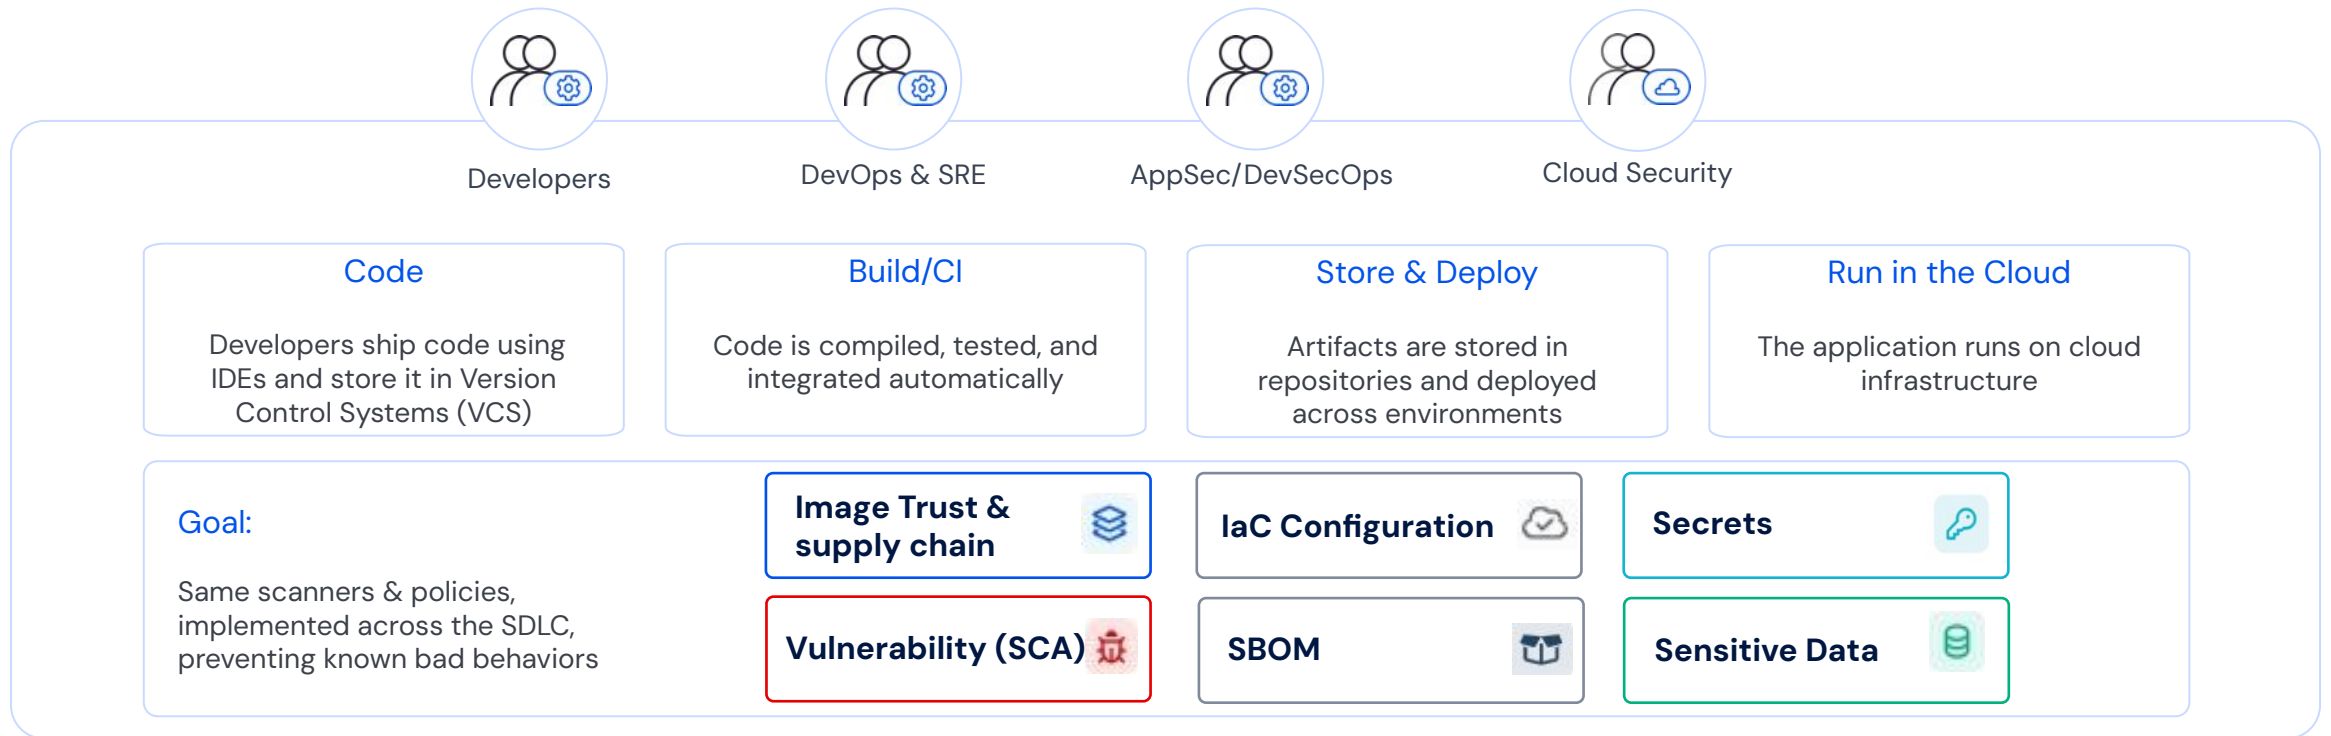 Developers
DevOps & SRE
AppSec/DevSecOps
Cloud Security
Code
Developers ship code using
IDEs and store it in Version
Control Systems (VCS)
Build/CI
Code is compiled, tested, and
integrated automatically
Store & Deploy
Artifacts are stored in
repositories and deployed
across environments
Run in the Cloud
The application runs on cloud
infrastructure
Goal:
Same scanners & policies,
implemented across the SDLC,
preventing known bad behaviors
Image Trust &
supply chain
IaC Configuration
Secrets
Vulnerability (SCA)
SBOM
Sensitive Data